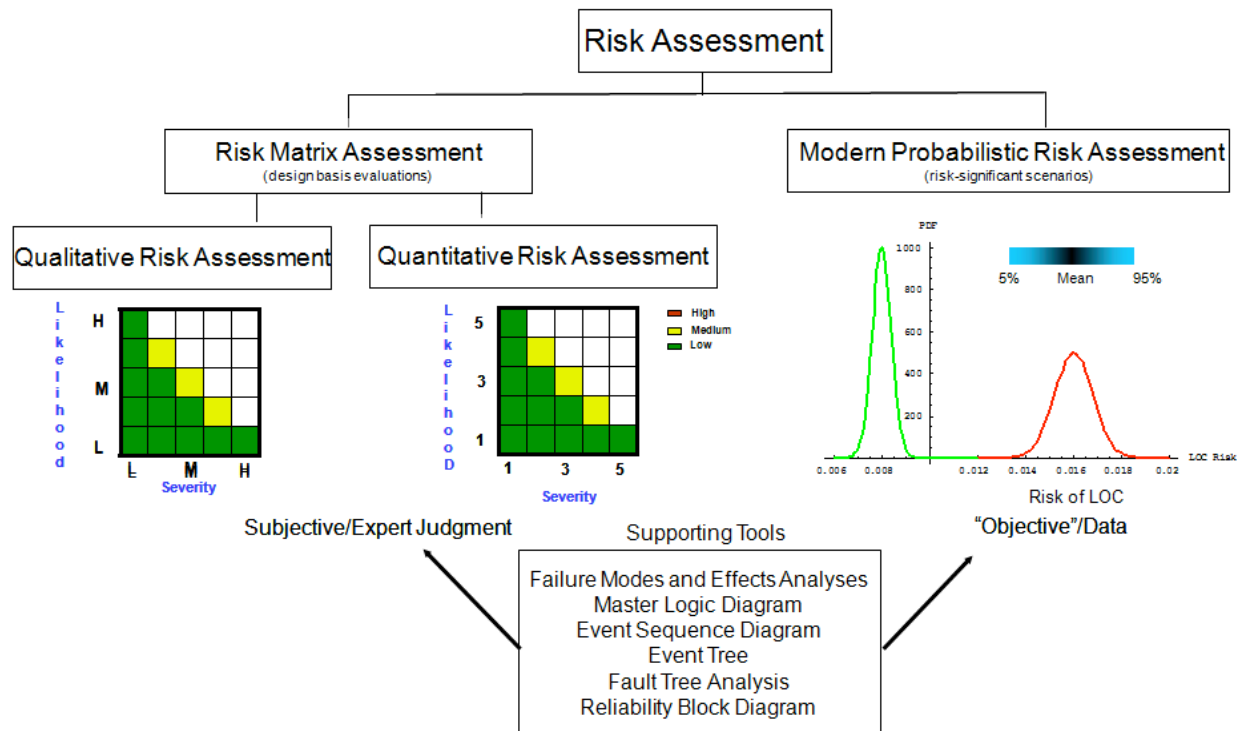 Risk Assessment
Risk Matrix Assessment
(design basis evaluations)
Modern Probabilistic Risk Assessment
(risk-significant scenarios)
Qualitative Risk Assessment
Quantitative Risk Assessment
Likelihood
H
M
L
L
M
H
Severity
LikelihooD
5
3
1
1
3
5
Severity
High
Medium
Low
PDF
1000
800
600
400
200
5%
Mean
95%
0.006
0.008
0.012
0.014
0.016
0.018
0.02
LOC Risk
Risk of LOC
Subjective/Expert Judgment
"Objective"/Data
Supporting Tools
Failure Modes and Effects Analyses
Master Logic Diagram
Event Sequence Diagram
Event Tree
Fault Tree Analysis
Reliability Block Diagram